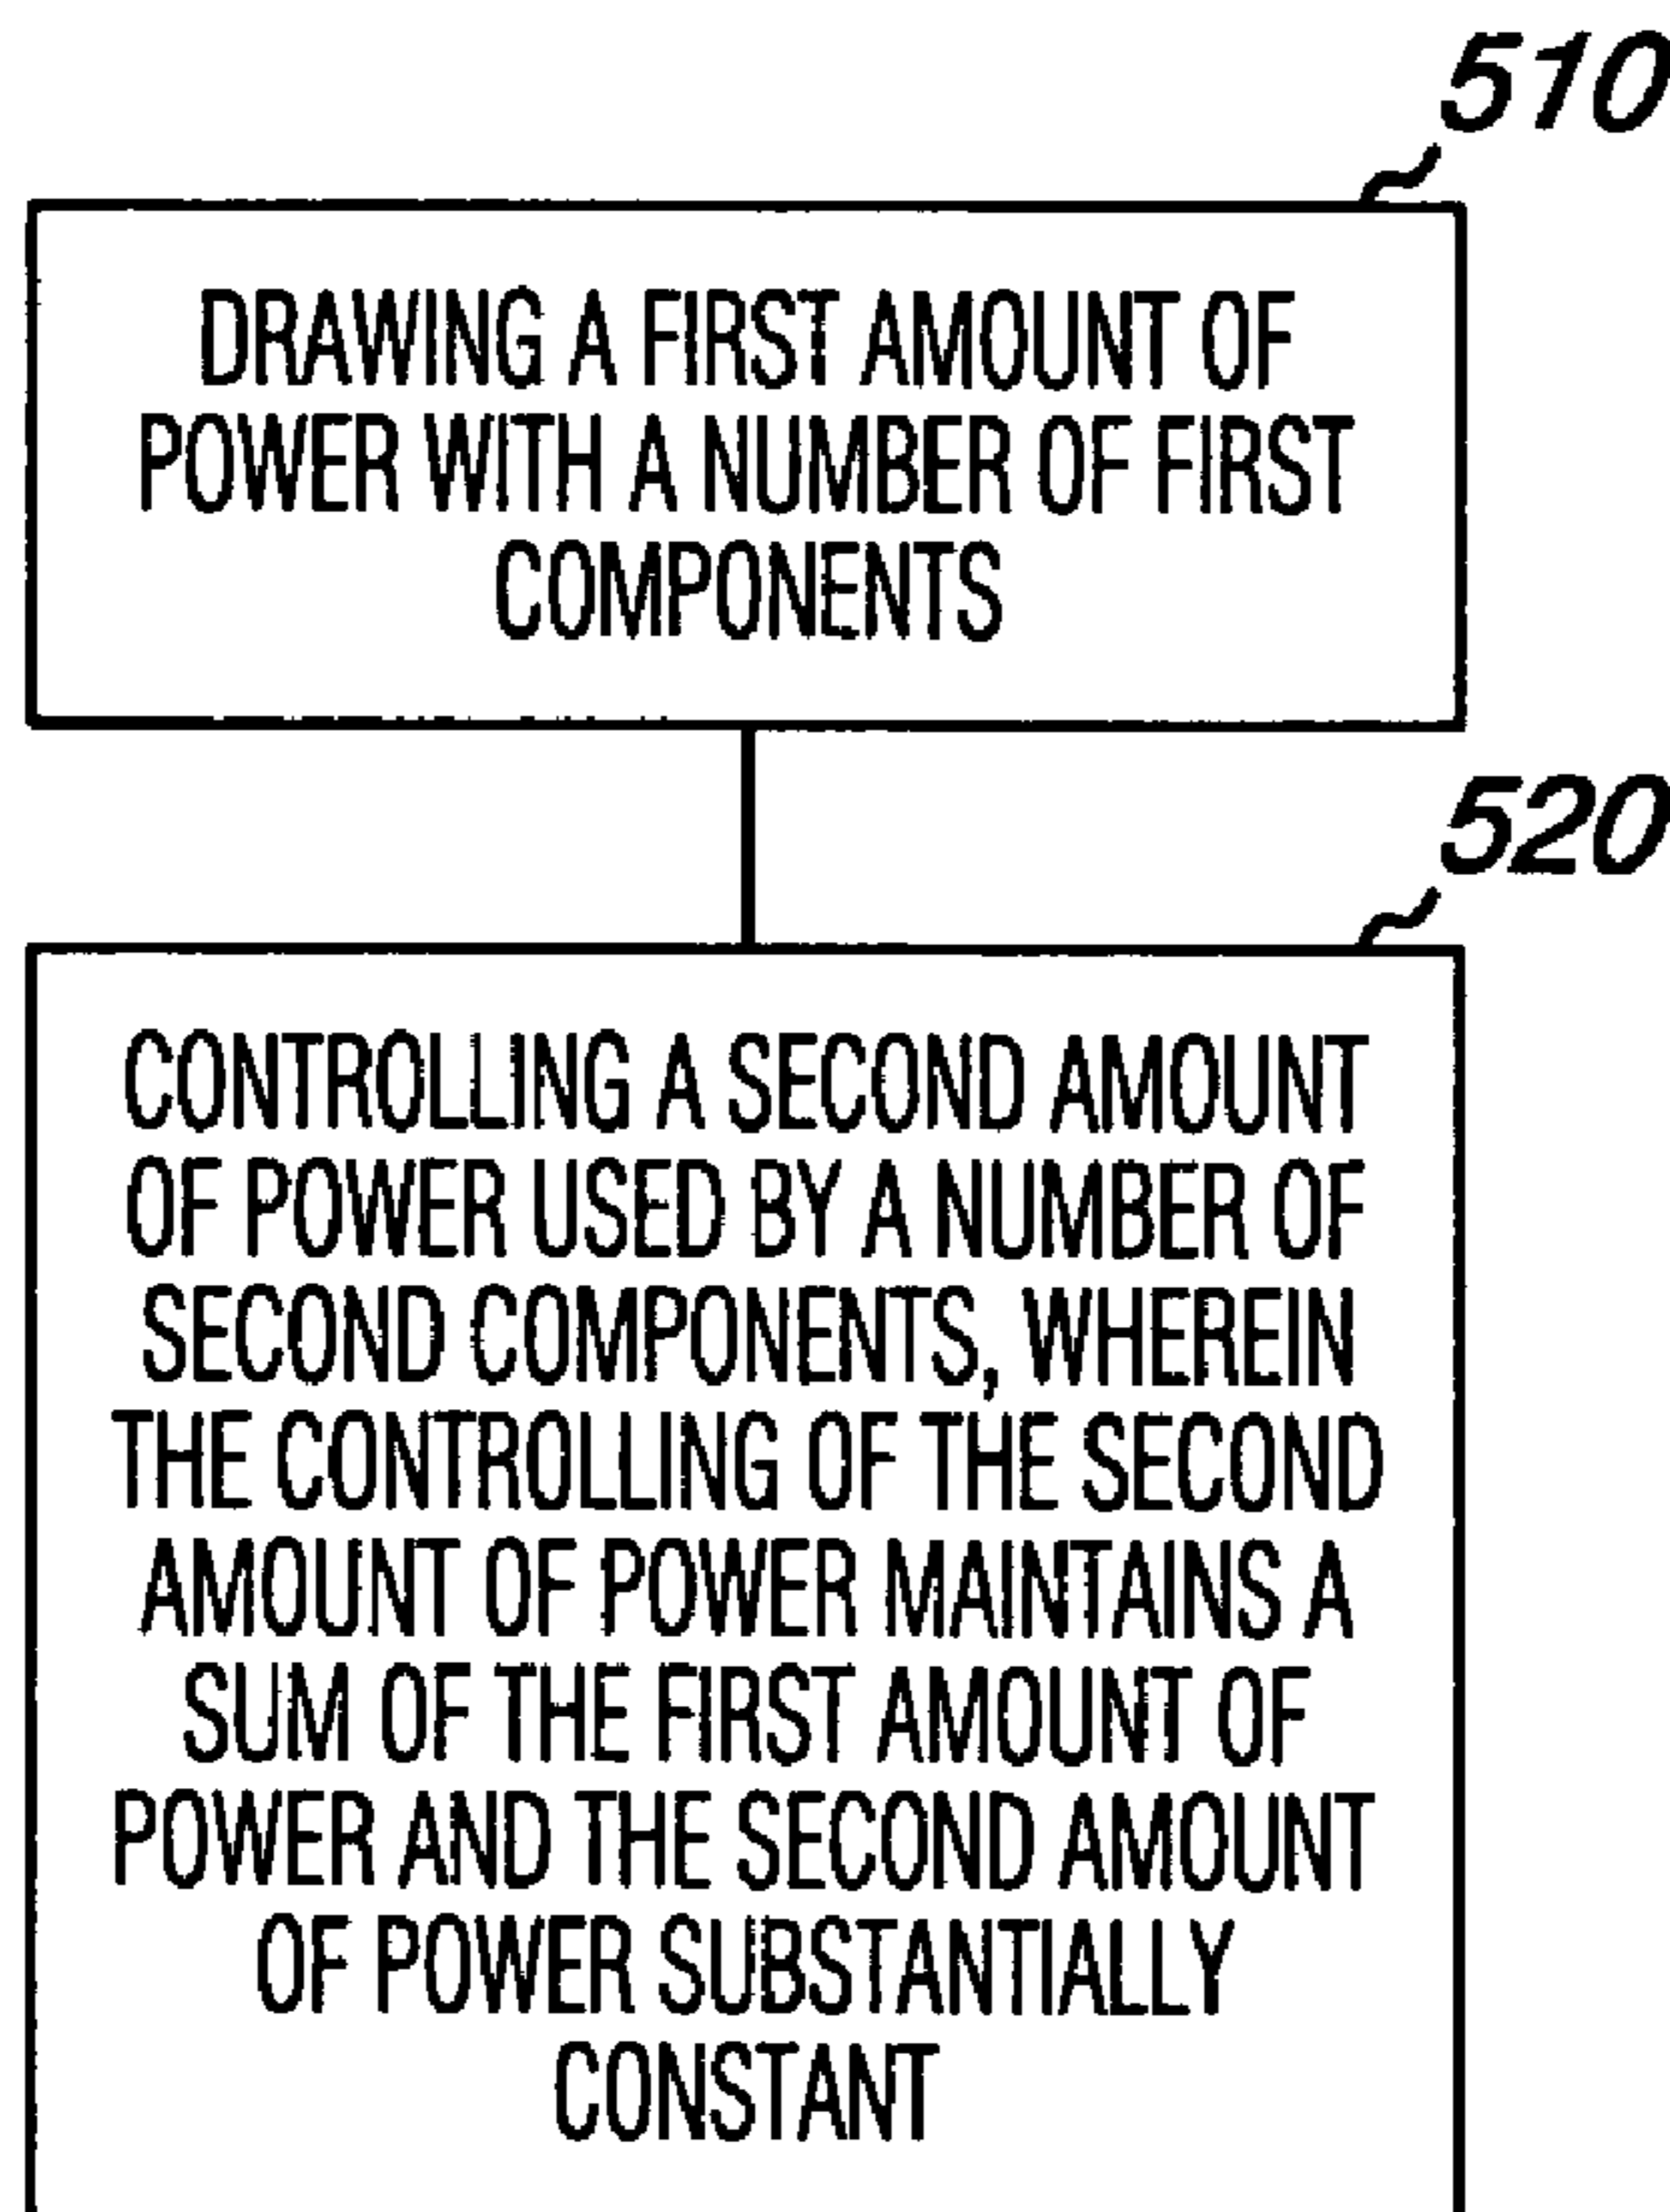 510
DRAWING A FIRST AMOUNT OF
POWER WITH A NUMBER OF FIRST
COMPONENTS
520
CONTROLLING A SECOND AMOUNT
OF POWER USED BY A NUMBER OF
SECOND COMPONENTS, WHEREIN
THE CONTROLLING OF THE SECOND
AMOUNT OF POWER MAINTAINS A
SUM OF THE FIRST AMOUNT OF
POWER AND THE SECOND AMOUNT
OF POWER SUBSTANTIALLY
CONSTANT